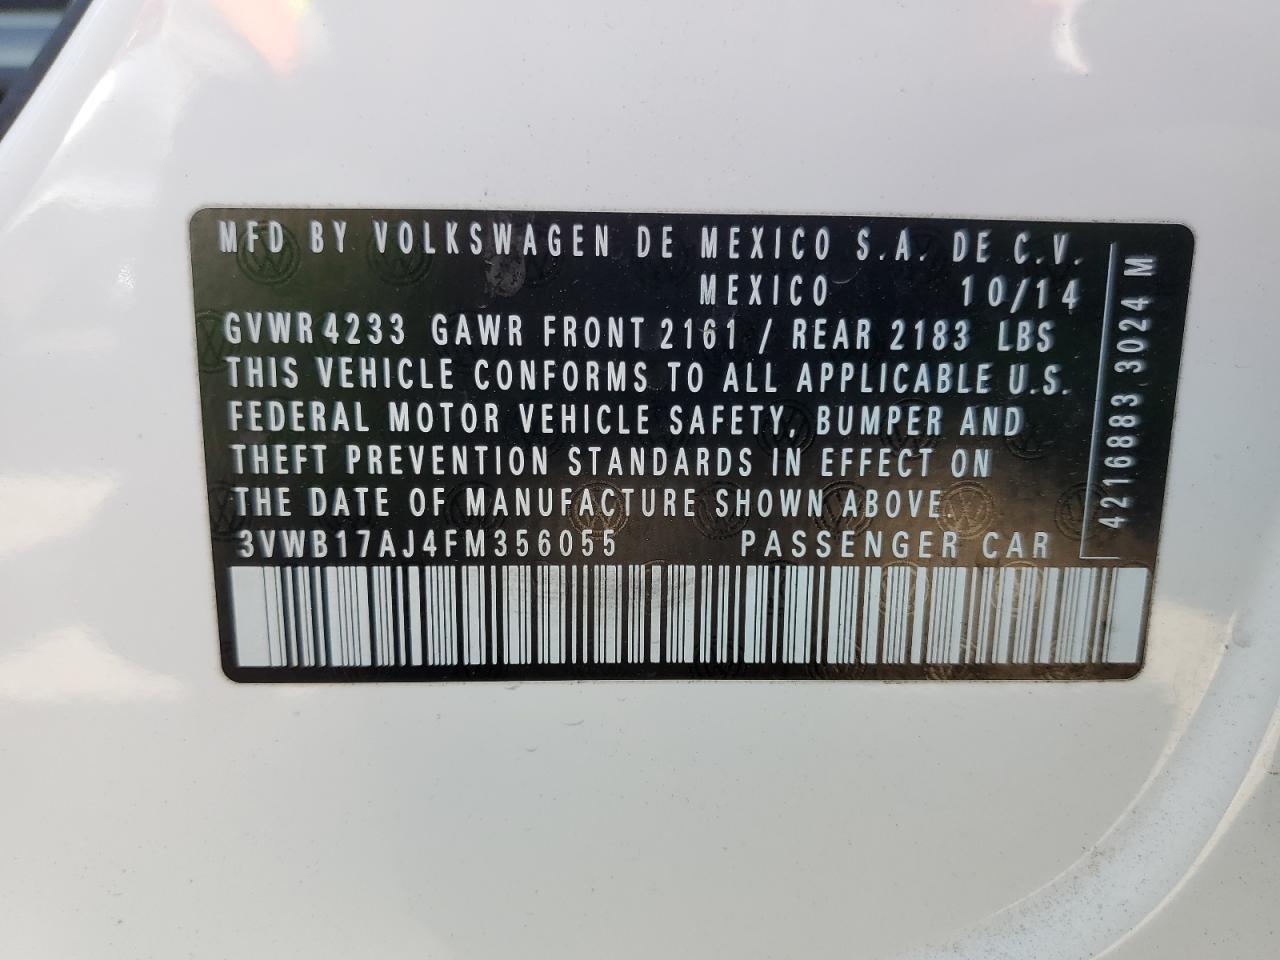 MFD BY VOLKSWAGEN DE MEXICO S.A. DE C.V.
MEXICO 10/14
GVWR 4233 GAWR FRONT 2161 / REAR 2183 LBS
THIS VEHICLE CONFORMS TO ALL APPLICABLE U.S.
FEDERAL MOTOR VEHICLE SAFETY, BUMPER AND
THEFT PREVENTION STANDARDS IN EFFECT ON
THE DATE OF MANUFACTURE SHOWN ABOVE.
3VWB17AJ4FM356055 PASSENGER CAR
4216883 3024 M